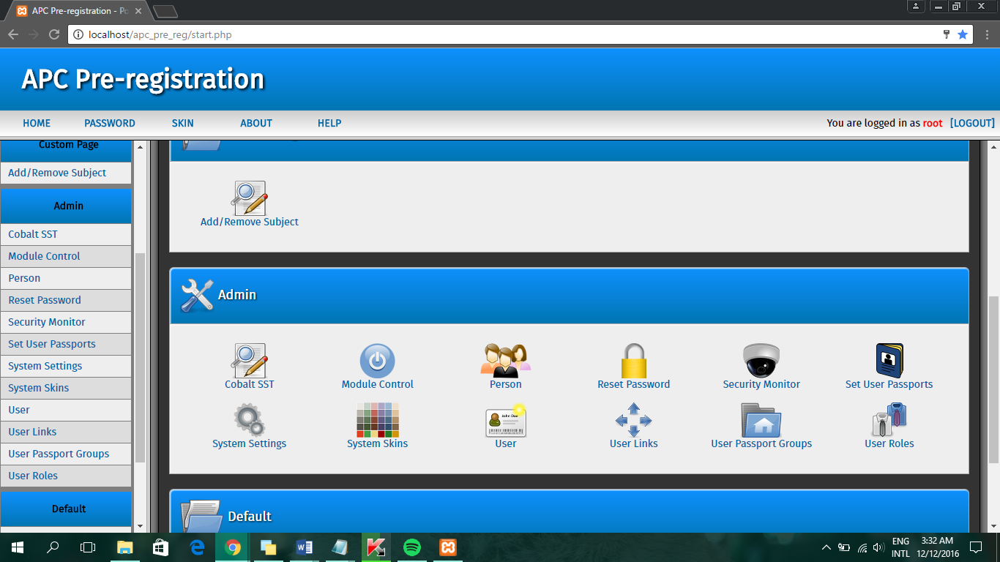 APC Pre-registration - Po
localhost/apc_pre_reg/start.php
APC Pre-registration
HOME PASSWORD SKIN ABOUT HELP You are logged in as root [LOGOUT]
Custom Page
Add/Remove Subject
Admin
Cobalt SST
Module Control
Person
Reset Password
Security Monitor
Set User Passports
System Settings
System Skins
User
User Links
User Passport Groups
User Roles
Default
Add/Remove Subject
Admin
Cobalt SST Module Control Person Reset Password Security Monitor Set User Passports
John Doe
System Settings System Skins User User Links User Passport Groups User Roles
Default
ENG 3:32 AM
INTL 12/12/2016